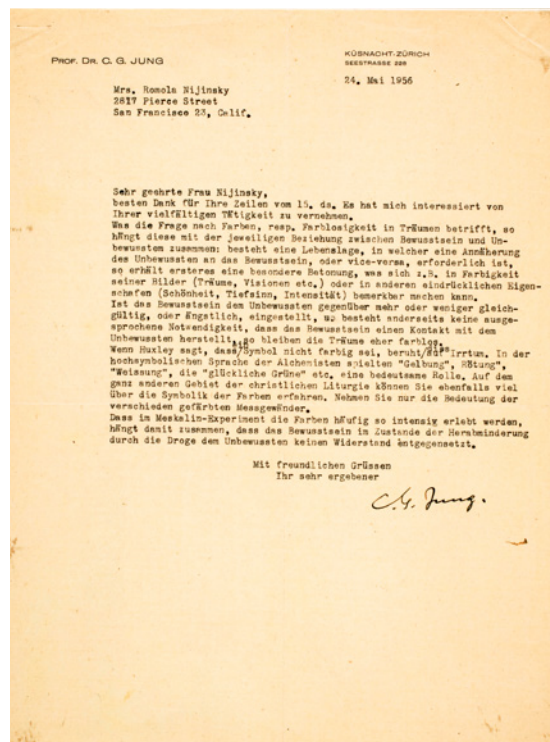 PROF. DR. C. G. JUNG
KÜSNACHT-ZÜRICH
SEESTRASSE 228
24. Mai 1956
Mrs. Romola Nijinsky
2817 Pierce Street
San Francisco 23, Calif.
Sehr geehrte Frau Nijinsky,
besten Dank für Ihre Zeilen vom 15. ds. Es hat mich interessiert von
Ihrer vielfältigen Tätigkeit zu vernehmen.
Was die Frage nach Farben, resp. Farblosigkeit in Träumen betrifft, so
hängt diese mit der jeweiligen Beziehung zwischen Bewusstsein und Un-
bewusstem zusammen: besteht eine Lebenslage, in welcher eine Annäherung
des Unbewussten an das Bewusstsein, oder vice-versa, erforderlich ist,
so erhält ersteres eine besondere Betonung, was sich z.B. in Farbigkeit
seiner Bilder (Träume, Visionen etc.) oder in anderen eindrücklichen Eigen-
schafen (Schönheit, Tiefsinn, Intensität) bemerkbar machen kann.
Ist das Bewusstsein dem Unbewussten gegenüber mehr oder weniger gleich-
gültig, oder ängstlich, eingestellt, up besteht anderseits keine ausge-
sprochene Notwendigkeit, dass das Bewusstsein einen Kontakt mit dem
Unbewussten herstellt, so bleiben die Träume eher farblos.
Wenn Huxley sagt, dass Symbol nicht farbig sei, beruht auf Irrtum. In der
hochsymbolischen Sprache der Alchemisten spielten "Gelbung", Rötung",
"Weissung", die "glückliche Grüne" etc. eine bedeutsame Rolle. Auf dem
ganz anderen Gebiet der christlichen Liturgie können Sie ebenfalls viel
über die Symbolik der Farben erfahren. Nehmen Sie nur die Bedeutung der
verschieden gefärbten Messgewänder.
Dass im Meskalin-Experiment die Farben häufig so intensig erlebt werden,
hängt damit zusammen, dass das Bewusstsein im Zustande der Herabminderung
durch die Droge dem Unbewussten keinen Widerstand entgegensetzt.
Mit freundlichen Grüssen
Ihr sehr ergebener
C. G. Jung.